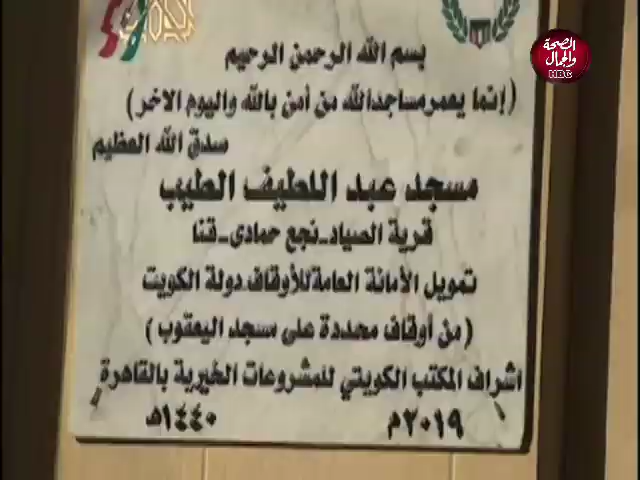 الصحة
والجمال
HBC
بسم الله الرحمن الرحيم
(إنما يعمر مساجد الله من أمن بالله واليوم الآخر)
صدق الله العظيم
مسجد عبد اللطيف الطيب
قرية الصياد-نجع حمادى-قنا
تمويل الأمانة العامة للأوقاف دولة الكويت
(من أوقاف محددة على مسجد اليعقوب)
اشراف المكتب الكويتي للمشروعات الخيرية بالقاهرة
٢٠١٩م ١٤٤٠هـ